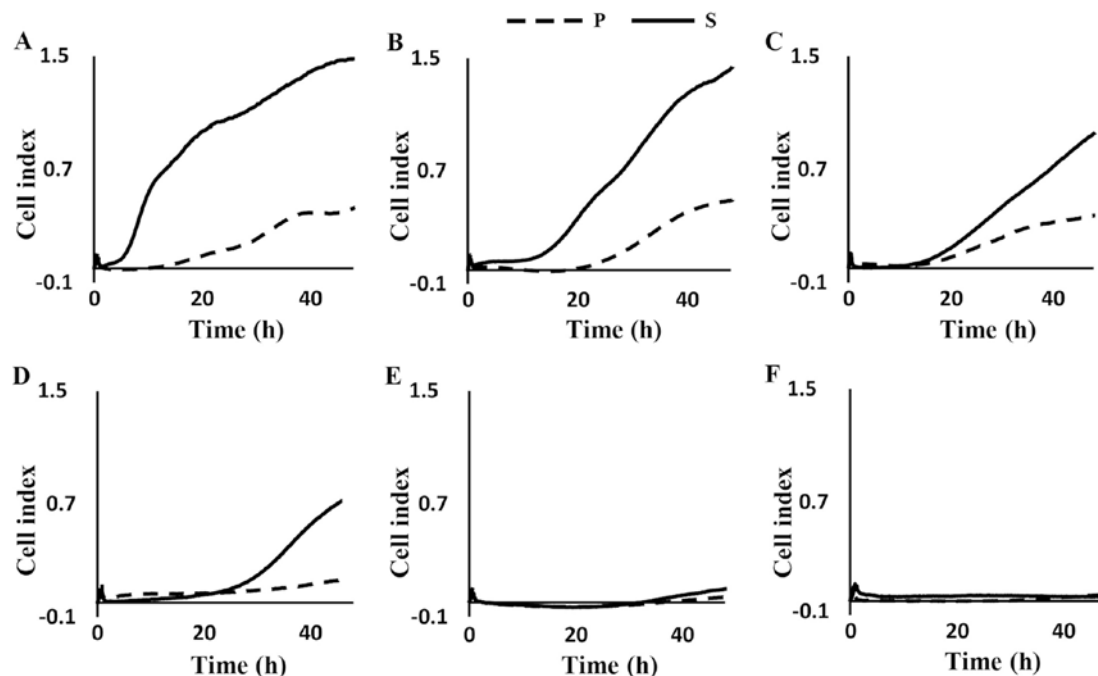 P S
A B C
1.5 1.5 1.5
Cell index Cell index Cell index
0.7 0.7 0.7
-0.1 -0.1 -0.1
0 20 40 0 20 40 0 20 40
Time (h) Time (h) Time (h)
D E F
1.5 1.5 1.5
Cell index Cell index Cell index
0.7 0.7 0.7
-0.1 -0.1 -0.1
0 20 40 0 20 40 0 20 40
Time (h) Time (h) Time (h)